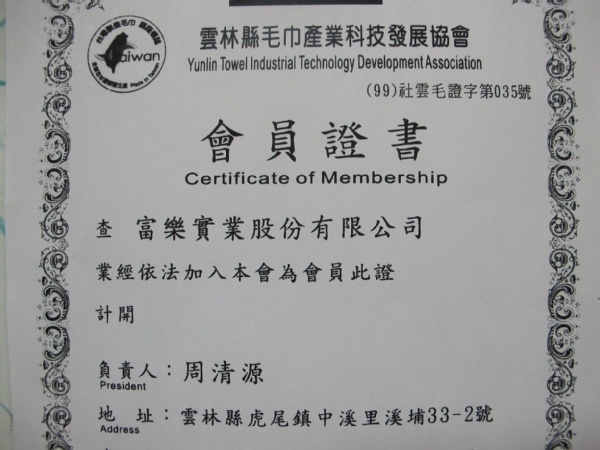 Taiwan
Made in Taiwan
雲林縣毛巾產業科技發展協會
Yunlin Towel Industrial Technology Development Association
(99)社雲毛證字第035號
會員證書
Certificate of Membership
查 富樂實業股份有限公司
業經依法加入本會為會員此證
計開
負責人：周清源
President
地 址：雲林縣虎尾鎮中溪里溪埔33-2號
Address